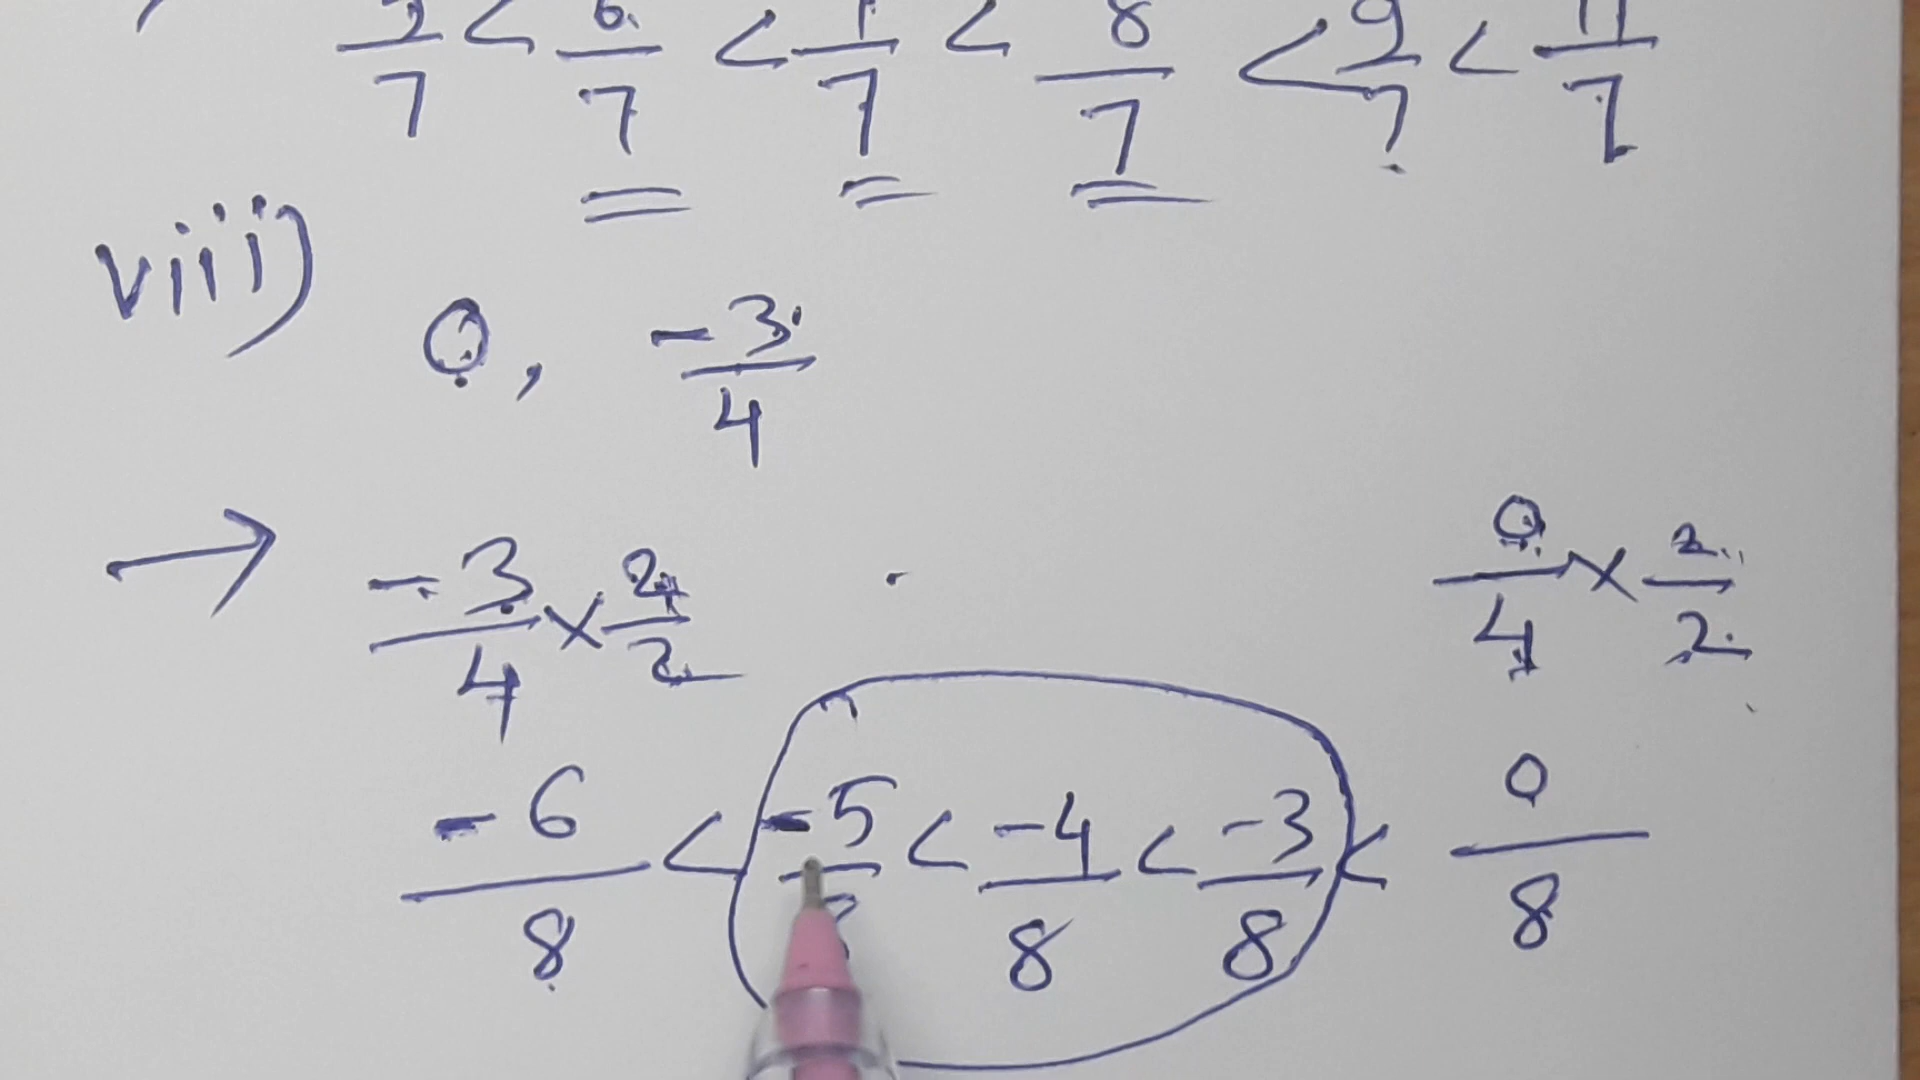 5/7 < 6/7 < 7/7 < 8/7 < 9/7 < 11/7
viii)
0, -3/4
→ -3/4 × 2/2 0/4 × 2/2
-6/8 < -5/8 < -4/8 < -3/8 < 0/8